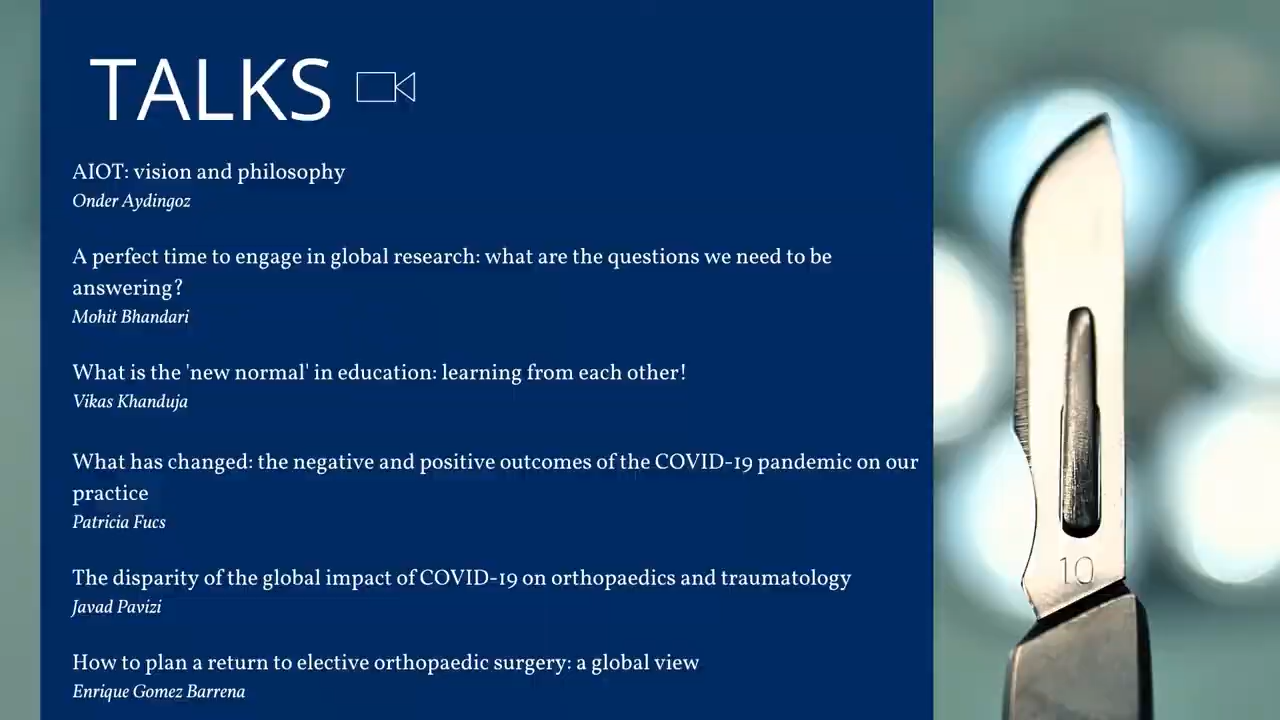 TALKS
AIOT: vision and philosophy
Onder Aydingoz
A perfect time to engage in global research: what are the questions we need to be
answering?
Mohit Bhandari
What is the 'new normal' in education: learning from each other!
Vikas Khanduja
What has changed: the negative and positive outcomes of the COVID-19 pandemic on our
practice
Patricia Fucs
The disparity of the global impact of COVID-19 on orthopaedics and traumatology
Javad Pavizi
How to plan a return to elective orthopaedic surgery: a global view
Enrique Gomez Barrena
10